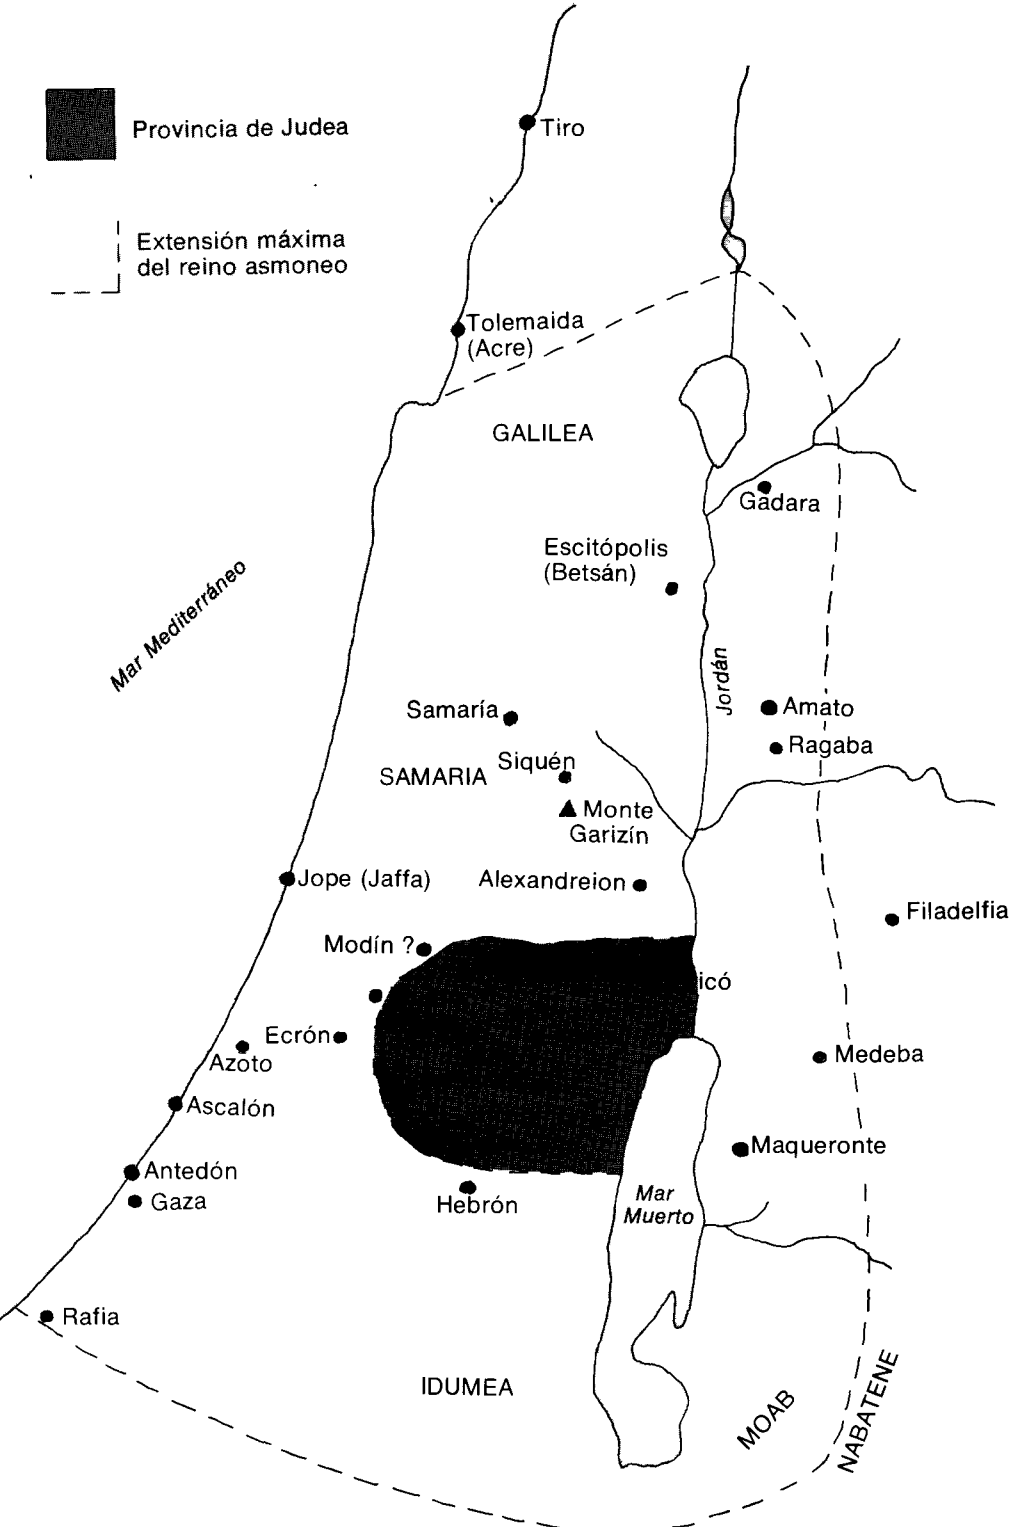 Provincia de Judea
Extensión máxima
del reino asmoneo
Tiro
Tolemaida
(Acre)
GALILEA
Gadara
Escitópolis
(Betsán)
Mar Mediterráneo
Jordán
Samaría
Amato
Ragaba
Siquén
SAMARIA
Monte
Garizín
Jope (Jaffa)
Alexandreion
Filadelfia
Modín ?
icó
Ecrón
Azoto
Medeba
Ascalón
Maqueronte
Antedón
Gaza
Hebrón
Mar
Muerto
Rafia
IDUMEA
MOAB
NABATENE